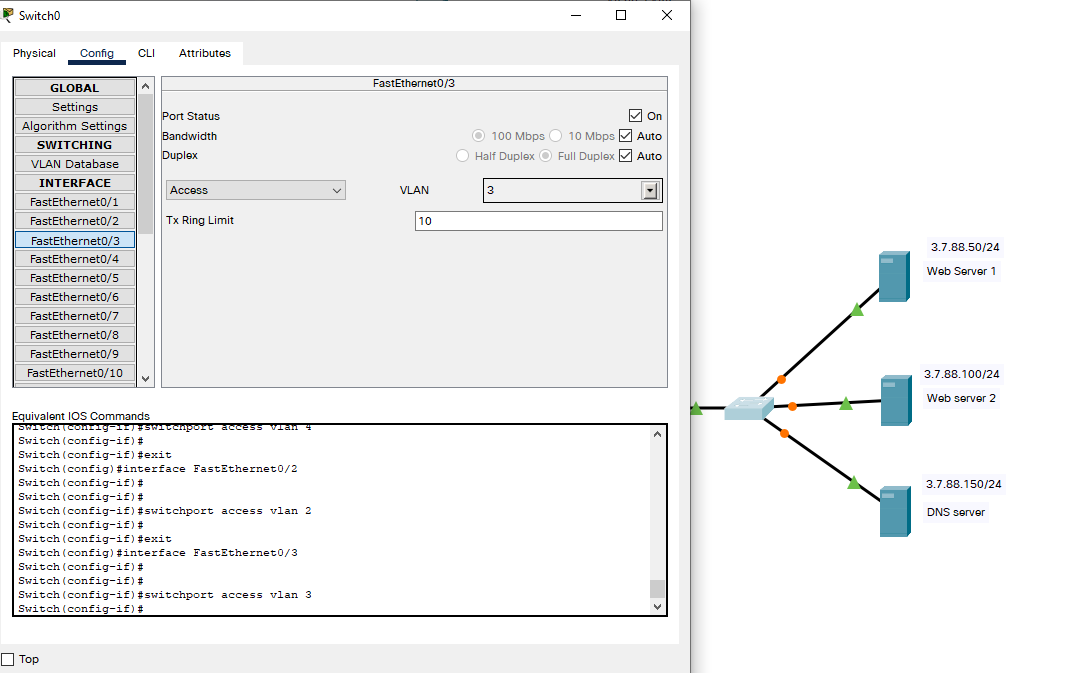 Switch0
Physical Config CLI Attributes
GLOBAL
Settings
Algorithm Settings
SWITCHING
VLAN Database
INTERFACE
FastEthernet0/1
FastEthernet0/2
FastEthernet0/3
FastEthernet0/4
FastEthernet0/5
FastEthernet0/6
FastEthernet0/7
FastEthernet0/8
FastEthernet0/9
FastEthernet0/10
FastEthernet0/3
Port Status On
Bandwidth 100 Mbps 10 Mbps Auto
Duplex Half Duplex Full Duplex Auto
Access VLAN 3
Tx Ring Limit 10
Equivalent IOS Commands
Switch(config-if)#switchport access vlan 4
Switch(config-if)#
Switch(config-if)#exit
Switch(config)#interface FastEthernet0/2
Switch(config-if)#
Switch(config-if)#
Switch(config-if)#switchport access vlan 2
Switch(config-if)#
Switch(config-if)#exit
Switch(config)#interface FastEthernet0/3
Switch(config-if)#
Switch(config-if)#
Switch(config-if)#switchport access vlan 3
Switch(config-if)#
Top
3.7.88.50/24
Web Server 1
3.7.88.100/24
Web server 2
3.7.88.150/24
DNS server